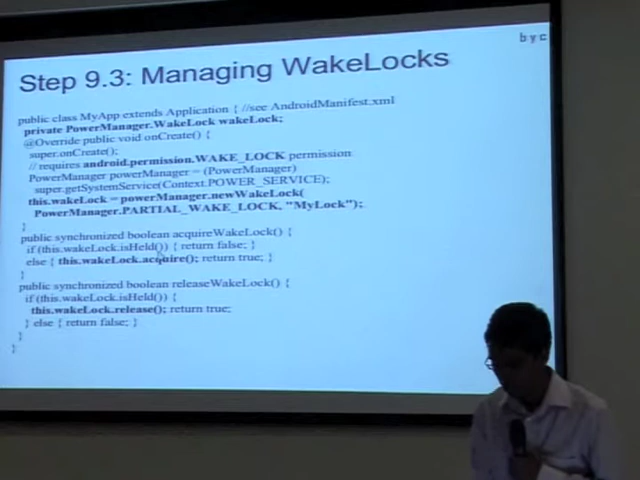 byc
Step 9.3: Managing WakeLocks
public class MyApp extends Application { //see AndroidManifest.xml
private PowerManager.WakeLock wakeLock;
@Override public void onCreate() {
super.onCreate();
// requires android.permission.WAKE_LOCK permission
PowerManager powerManager = (PowerManager)
super.getSystemService(Context.POWER_SERVICE);
this.wakeLock = powerManager.newWakeLock(
PowerManager.PARTIAL_WAKE_LOCK, "MyLock");
}
public synchronized boolean acquireWakeLock() {
if (this.wakeLock.isHeld()) { return false; }
else { this.wakeLock.acquire(); return true; }
}
public synchronized boolean releaseWakeLock() {
if (this.wakeLock.isHeld()) {
this.wakeLock.release(); return true;
} else { return false; }
}
}